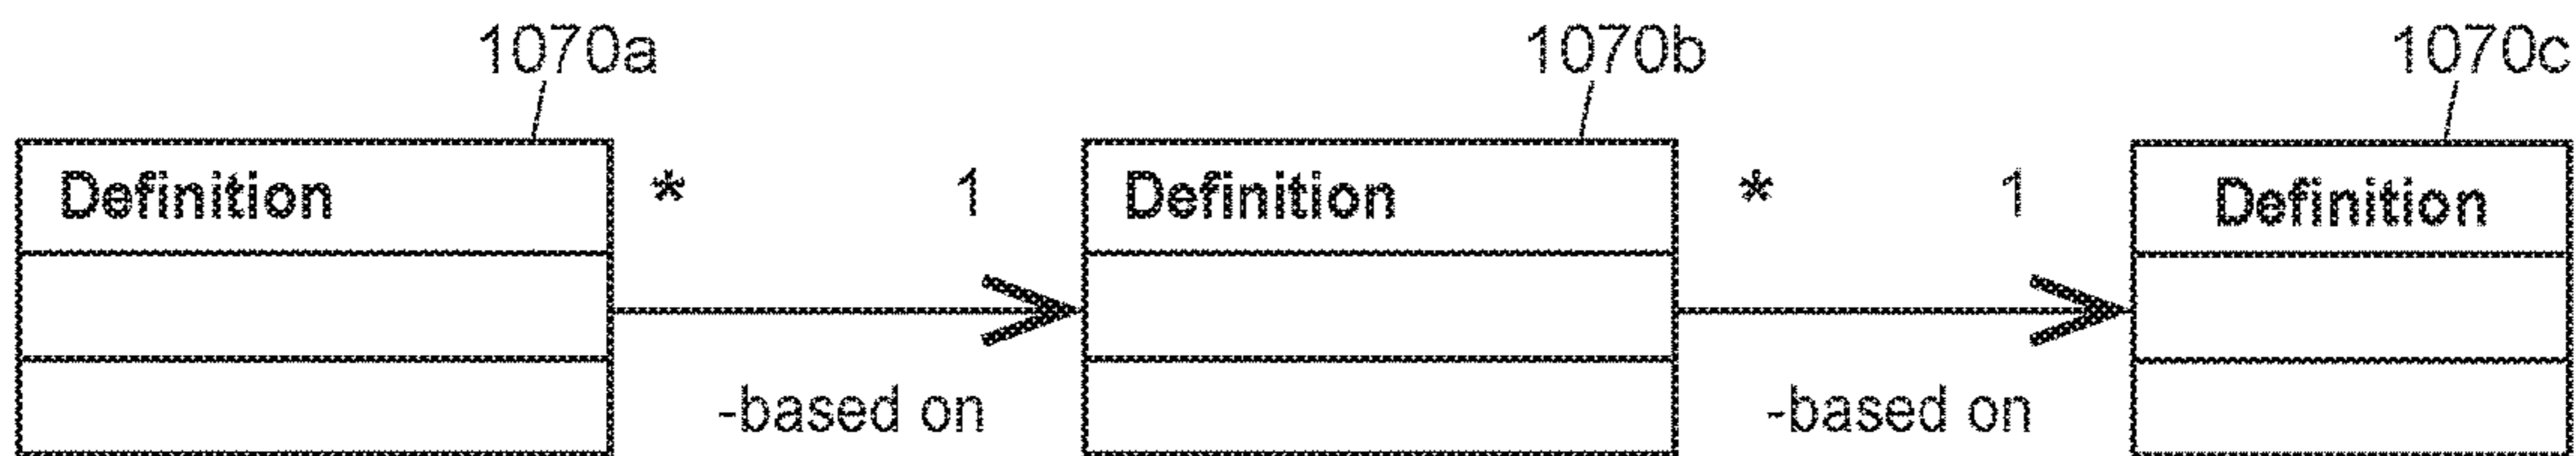 1070a 1070b 1070c
Definition * 1 Definition * 1 Definition
-based on -based on